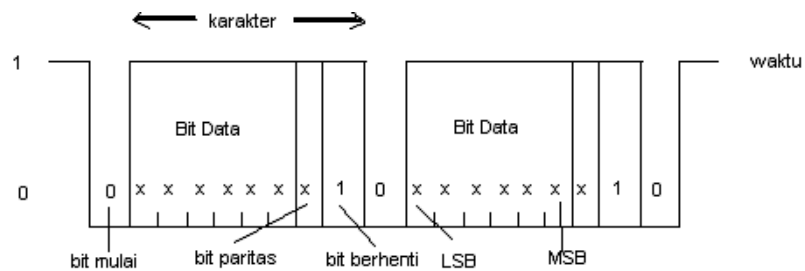 karakter
1 waktu
Bit Data Bit Data
0 0 x x x x x x x 1 0 x x x x x x x 1 0
bit mulai bit paritas bit berhenti LSB MSB